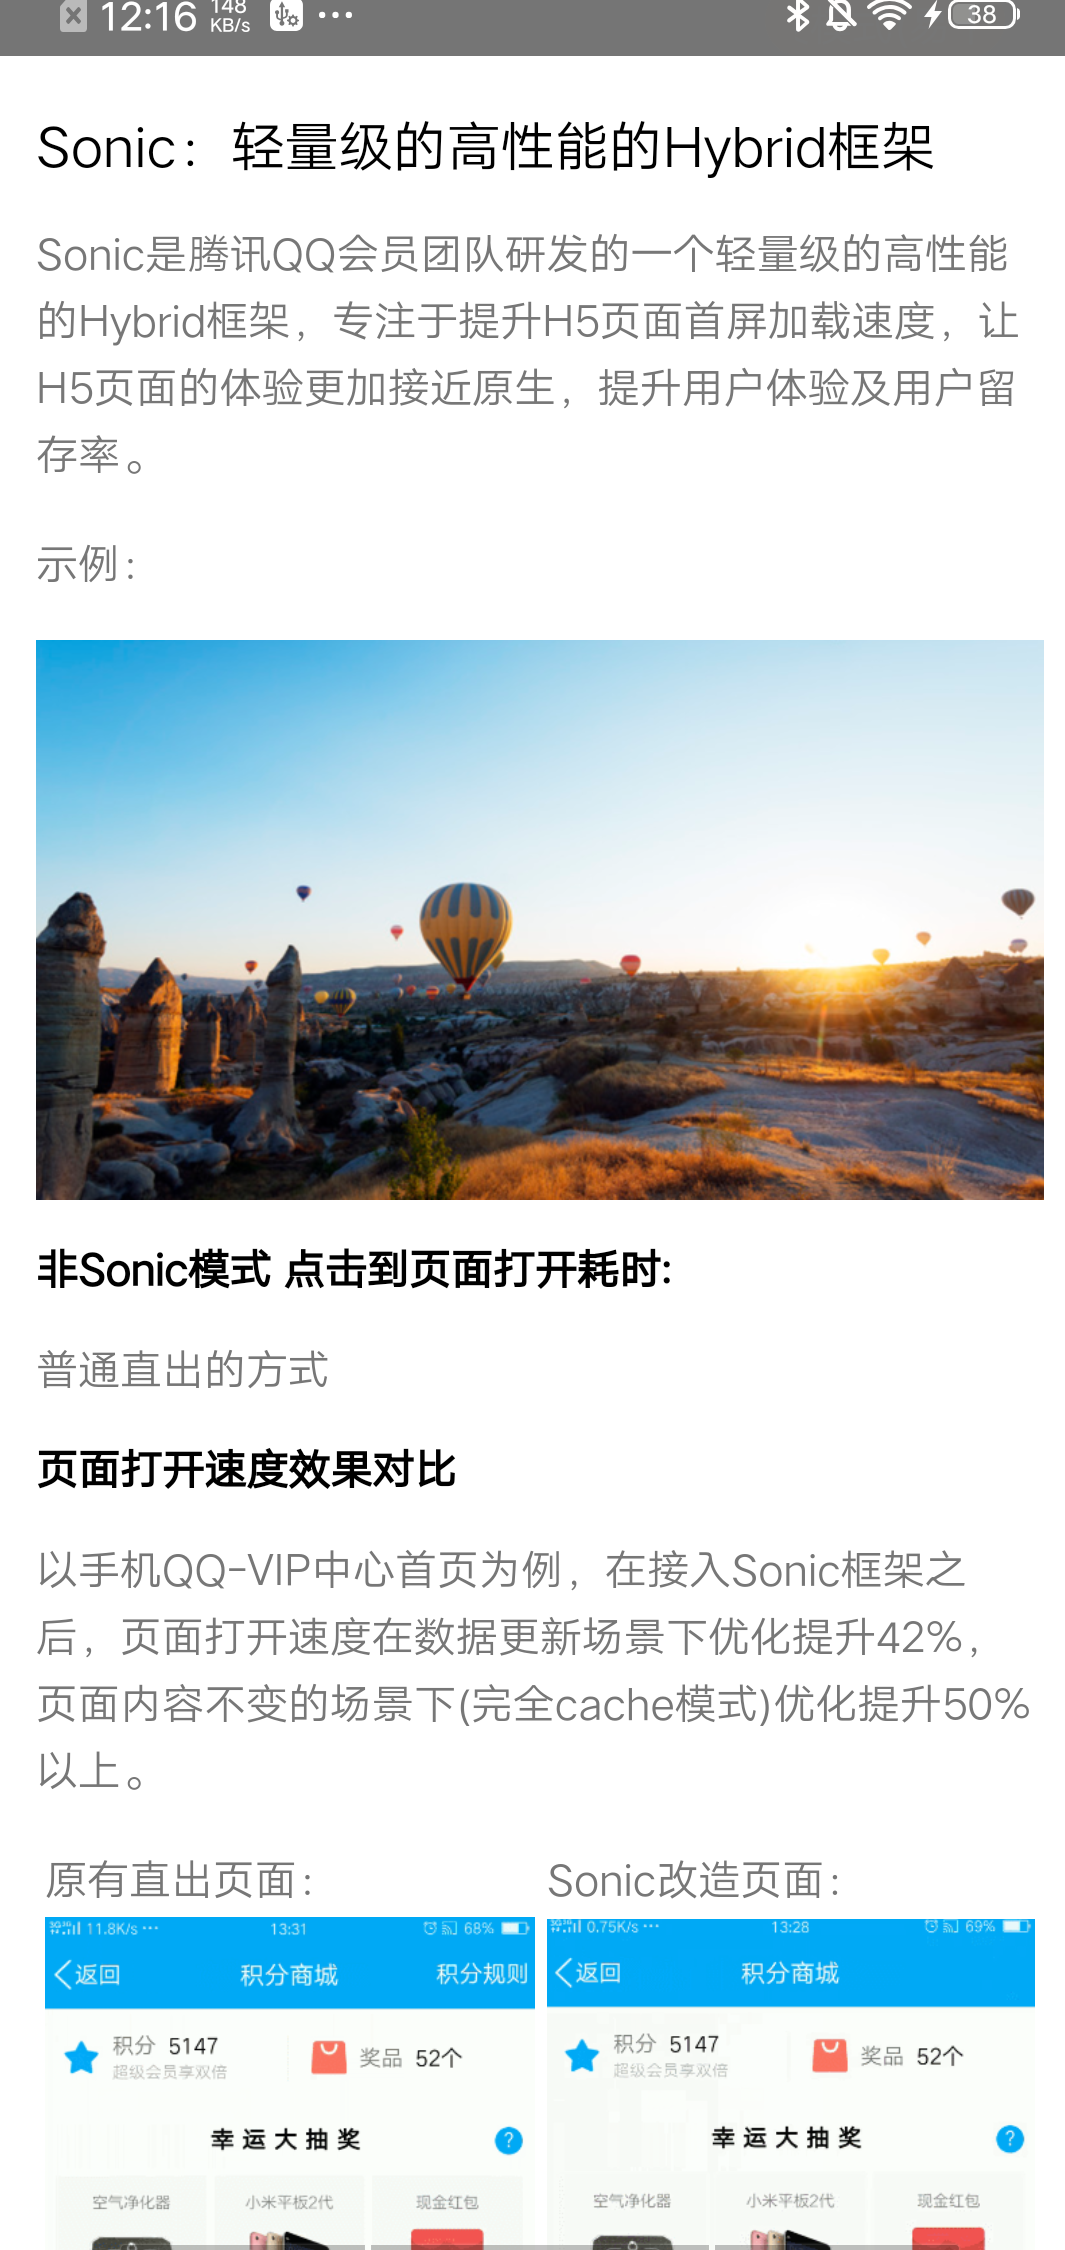 12:16 148 KB/s ••• 38
Sonic：轻量级的高性能的Hybrid框架
Sonic是腾讯QQ会员团队研发的一个轻量级的高性能
的Hybrid框架，专注于提升H5页面首屏加载速度，让
H5页面的体验更加接近原生，提升用户体验及用户留
存率。
示例：
非Sonic模式 点击到页面打开耗时:
普通直出的方式
页面打开速度效果对比
以手机QQ-VIP中心首页为例，在接入Sonic框架之
后，页面打开速度在数据更新场景下优化提升42%，
页面内容不变的场景下(完全cache模式)优化提升50%
以上。
原有直出页面：
11.8K/s ••• 13:31 68%
返回 积分商城 积分规则
积分 5147
超级会员享双倍
奖品 52个
幸运大抽奖 ?
空气净化器 小米平板2代 现金红包
Sonic改造页面：
0.75K/s ••• 13:28 69%
返回 积分商城
积分 5147
超级会员享双倍
奖品 52个
幸运大抽奖 ?
空气净化器 小米平板2代 现金红包